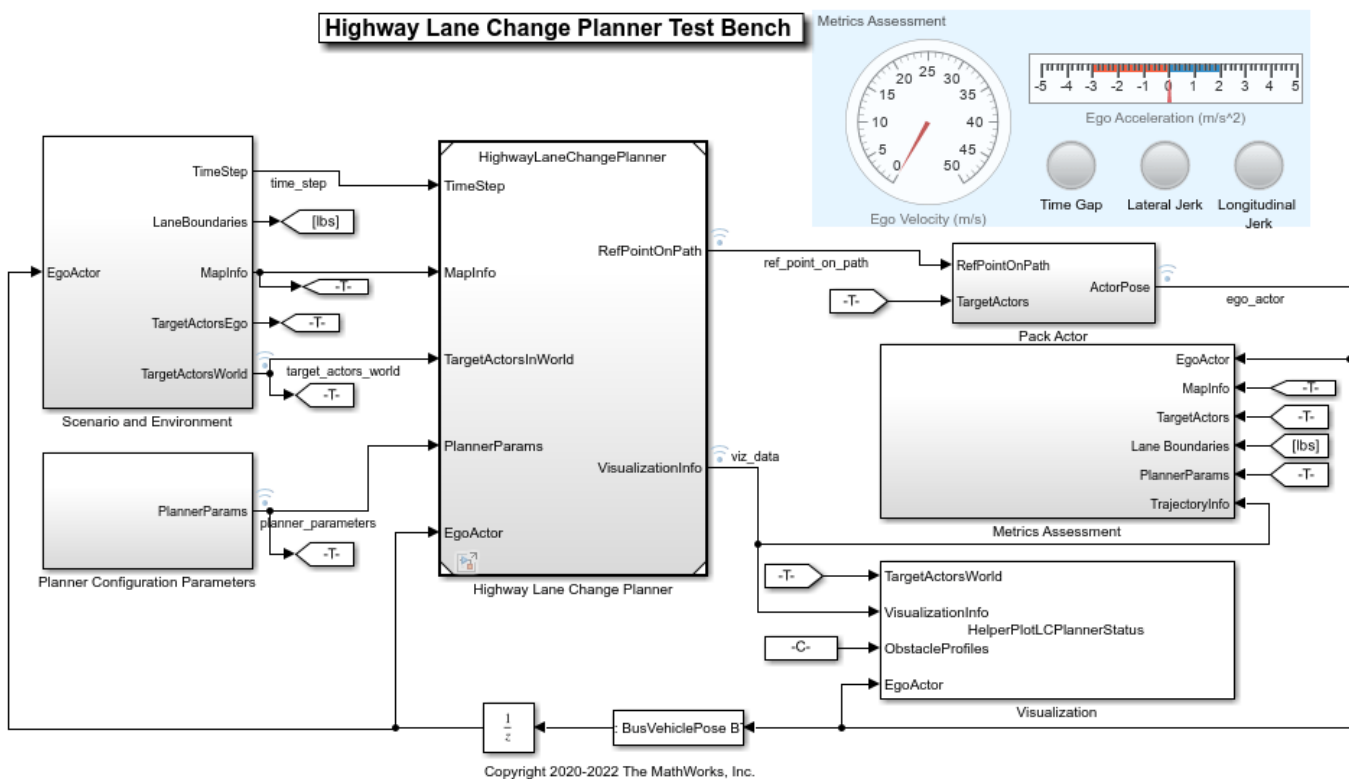 Highway Lane Change Planner Test Bench
Metrics Assessment
0
5
10
15
20
25
30
35
40
45
50
Ego Velocity (m/s)
-5 -4 -3 -2 -1 0 1 2 3 4 5
Ego Acceleration (m/s^2)
Time Gap
Lateral Jerk
Longitudinal
Jerk
EgoActor
TimeStep
LaneBoundaries
MapInfo
TargetActorsEgo
TargetActorsWorld
Scenario and Environment
time_step
[lbs]
-T-
-T-
target_actors_world
-T-
PlannerParams
Planner Configuration Parameters
planner_parameters
-T-
HighwayLaneChangePlanner
TimeStep
MapInfo
TargetActorsInWorld
PlannerParams
EgoActor
RefPointOnPath
VisualizationInfo
Highway Lane Change Planner
ref_point_on_path
viz_data
-T-
RefPointOnPath
TargetActors
ActorPose
Pack Actor
ego_actor
EgoActor
MapInfo
TargetActors
Lane Boundaries
PlannerParams
TrajectoryInfo
-T-
-T-
[lbs]
-T-
Metrics Assessment
-T-
-C-
TargetActorsWorld
VisualizationInfo
HelperPlotLCPlannerStatus
ObstacleProfiles
EgoActor
Visualization
1
z
: BusVehiclePose BT
Copyright 2020-2022 The MathWorks, Inc.